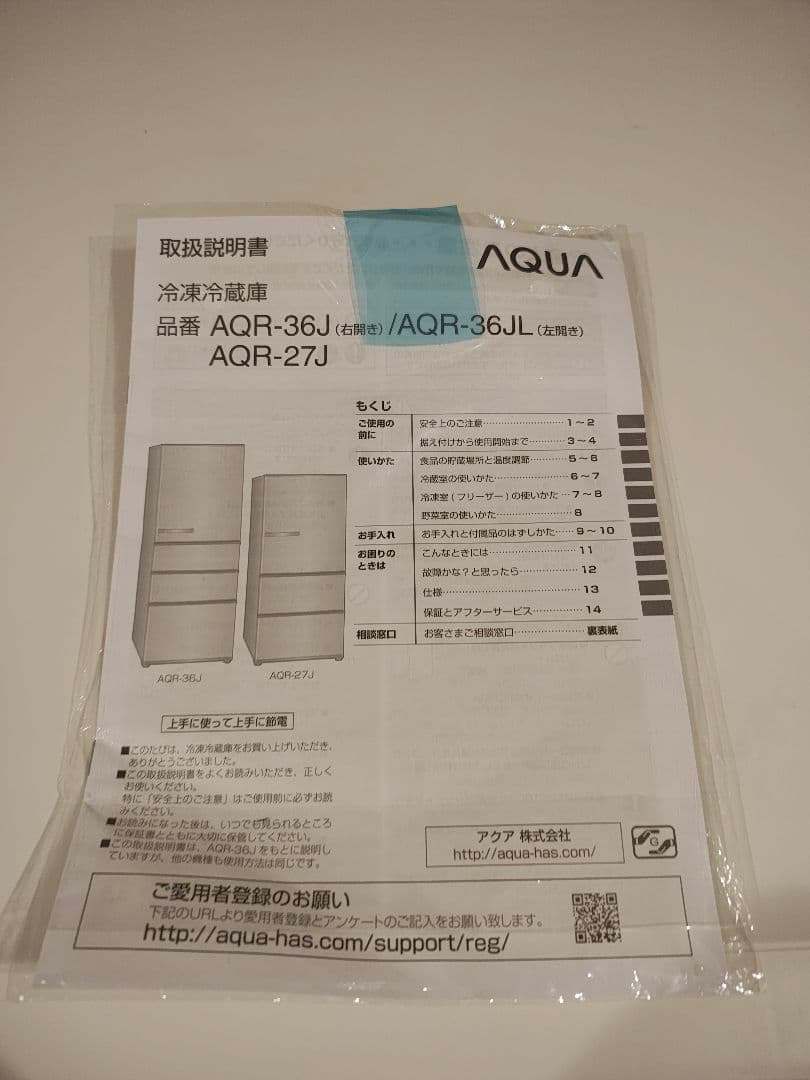 取扱説明書
AQUA
冷凍冷蔵庫
品番 AQR-36J(右開き)/AQR-36JL(左開き)
AQR-27J
もくじ
ご使用の前に
安全上のご注意 1～2
据え付けから使用開始まで 3～4
使いかた
食品の貯蔵場所と温度調節 5～6
冷蔵室の使いかた 6～7
冷凍室(フリーザー)の使いかた 7～8
野菜室の使いかた 8
お手入れ
お手入れと付属品のはずしかた 9～10
お困りのときは
こんなときには 11
故障かな?と思ったら 12
仕様 13
保証とアフターサービス 14
相談窓口
お客さまご相談窓口 裏表紙
AQR-36J
AQR-27J
上手に使って上手に節電
■このたびは、冷凍冷蔵庫をお買い上げいただき、
ありがとうございました。
■この取扱説明書をよくお読みいただき、正しく
お使いください。
特に「安全上のご注意」はご使用前に必ずお読
みください。
■お読みになった後は、いつでも見られるところ
に保証書とともに大切に保管してください。
■この取扱説明書は、AQR-36Jをもとに説明し
ていますが、他の機種も使用方法は同じです。
アクア 株式会社
http://aqua-has.com/
G
ご愛用者登録のお願い
下記のURLより愛用者登録とアンケートのご記入をお願い致します。
http://aqua-has.com/support/reg/